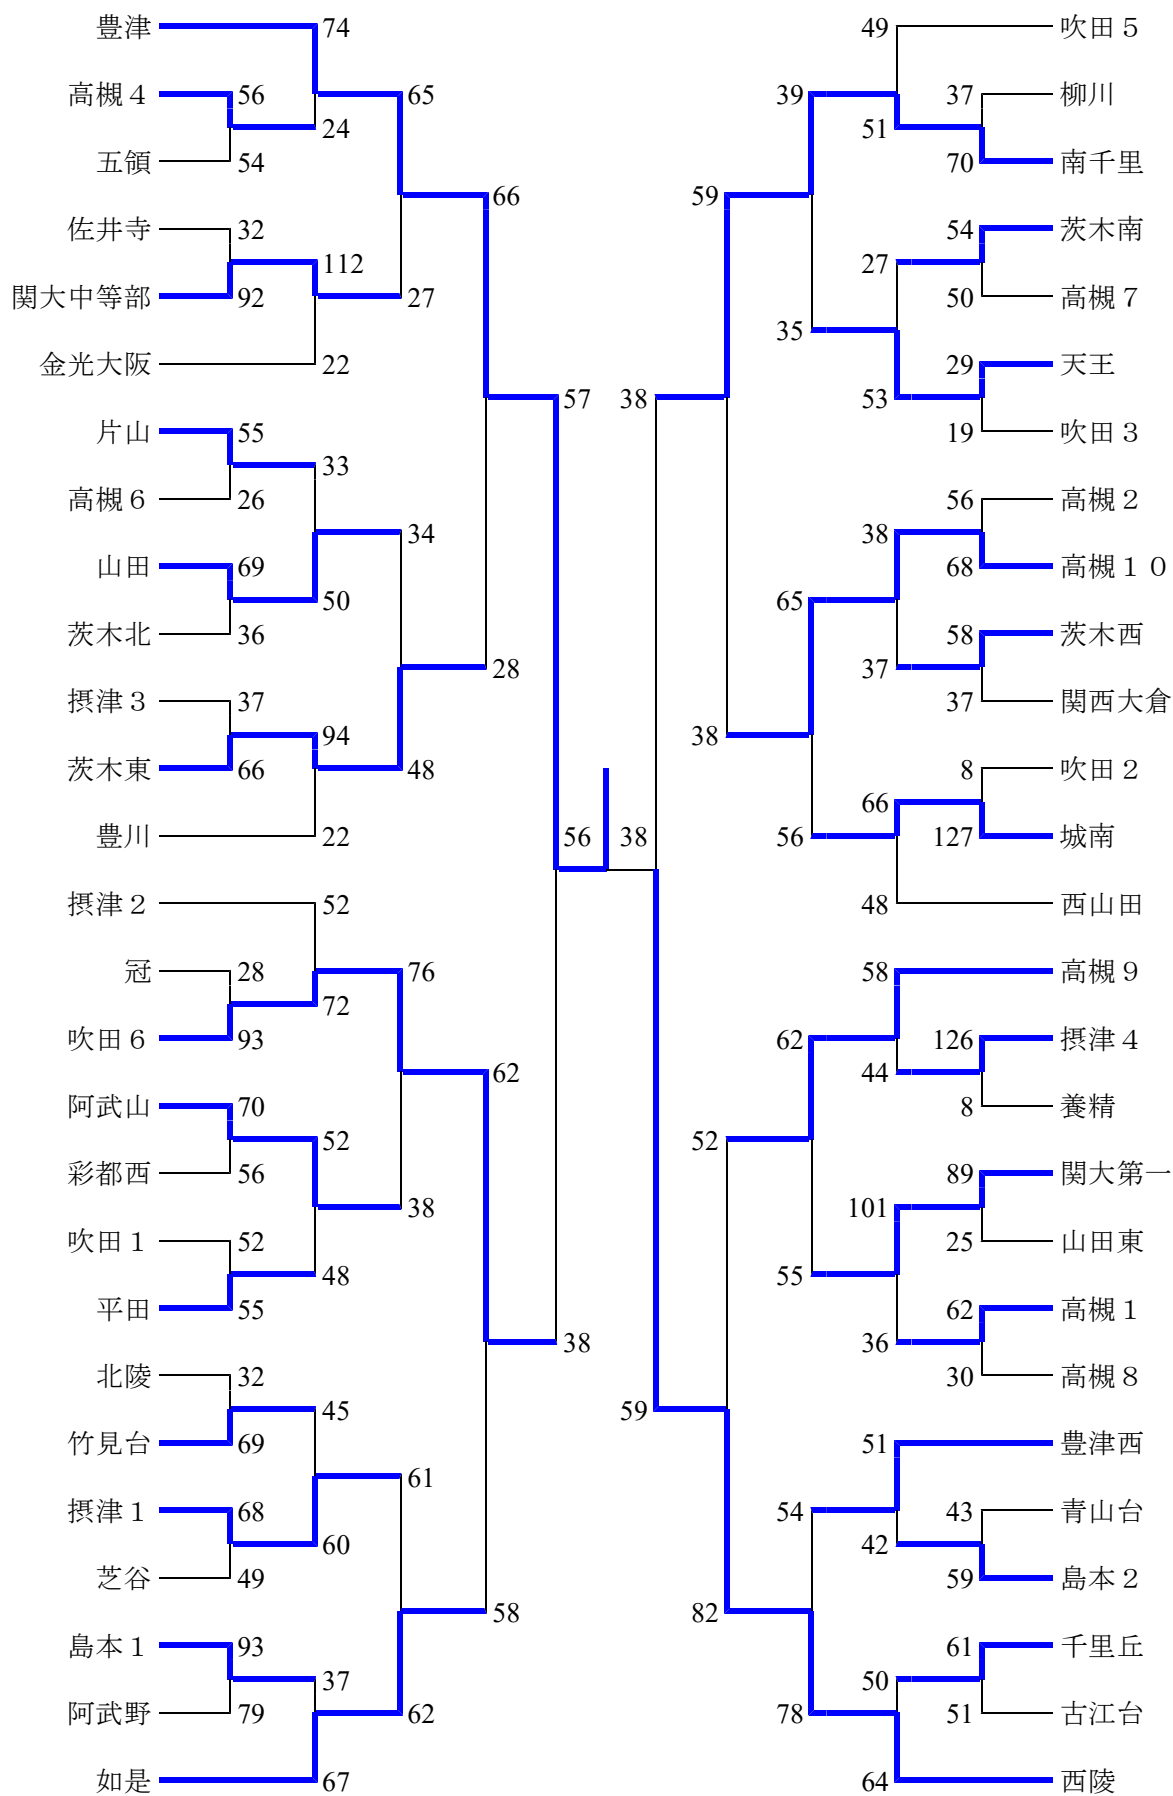 豊津 74 49 吹田５
高槻４ 56 65 39 37 柳川
24 51
五領 54 70 南千里
66 59
佐井寺 32 54 茨木南
112 27
関大中等部 92 27 50 高槻７
35
金光大阪 22 29 天王
57 38 53
片山 55 19 吹田３
33
高槻６ 26 56 高槻２
34 38
山田 69 68 高槻１０
50 65
茨木北 36 58 茨木西
28 37
摂津３ 37 37 関西大倉
94 38
茨木東 66 48 8 吹田２
66
豊川 22 56 38 56 127 城南
摂津２ 52 48 西山田
冠 28 76 58 高槻９
72
吹田６ 93 62 126 摂津４
62 44
阿武山 70 8 養精
52 52
彩都西 56 89 関大第一
38 101
吹田１ 52 25 山田東
48 55
平田 55 62 高槻１
38 36
北陵 32 30 高槻８
45 59
竹見台 69 51 豊津西
61
摂津１ 68 54 43 青山台
60 42
芝谷 49 59 島本２
58 82
島本１ 93 61 千里丘
37 50
阿武野 79 62 78 51 古江台
如是 67 64 西陵